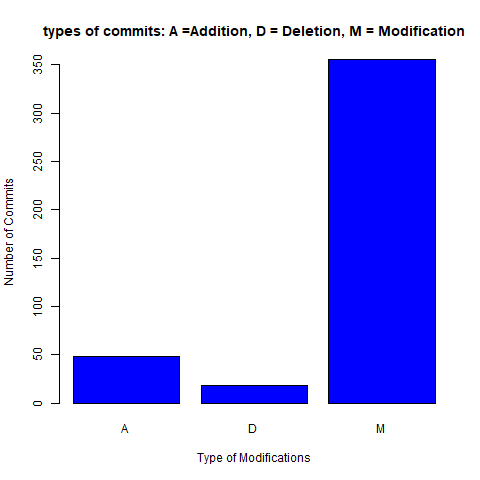 types of commits: A =Addition, D = Deletion, M = Modification
Number of Commits
350
300
250
200
150
100
50
0
A D M
Type of Modifications